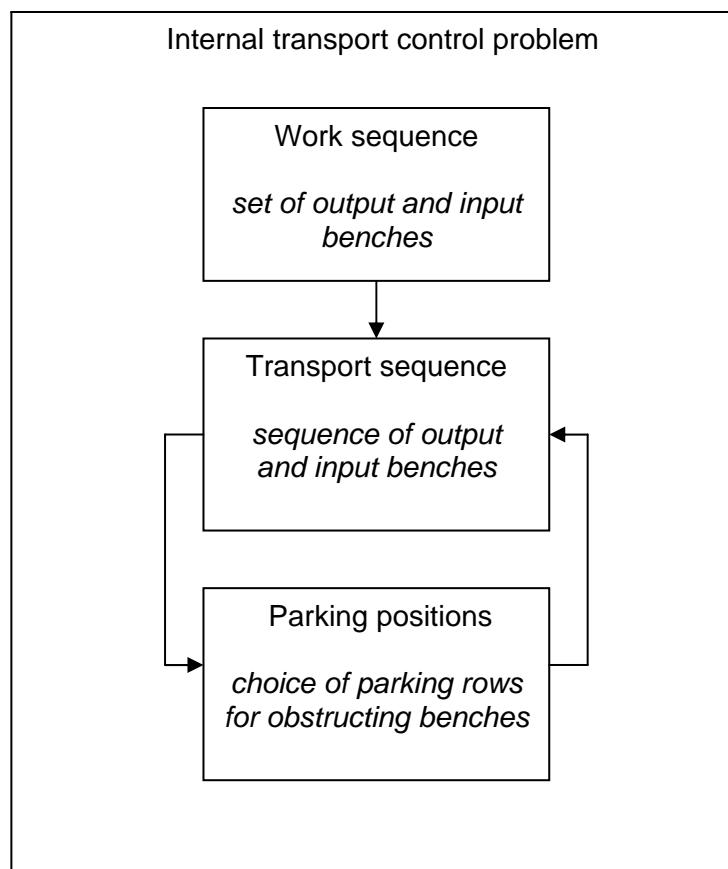 Internal transport control problem
Work sequence
set of output and input
benches
Transport sequence
sequence of output
and input benches
Parking positions
choice of parking rows
for obstructing benches